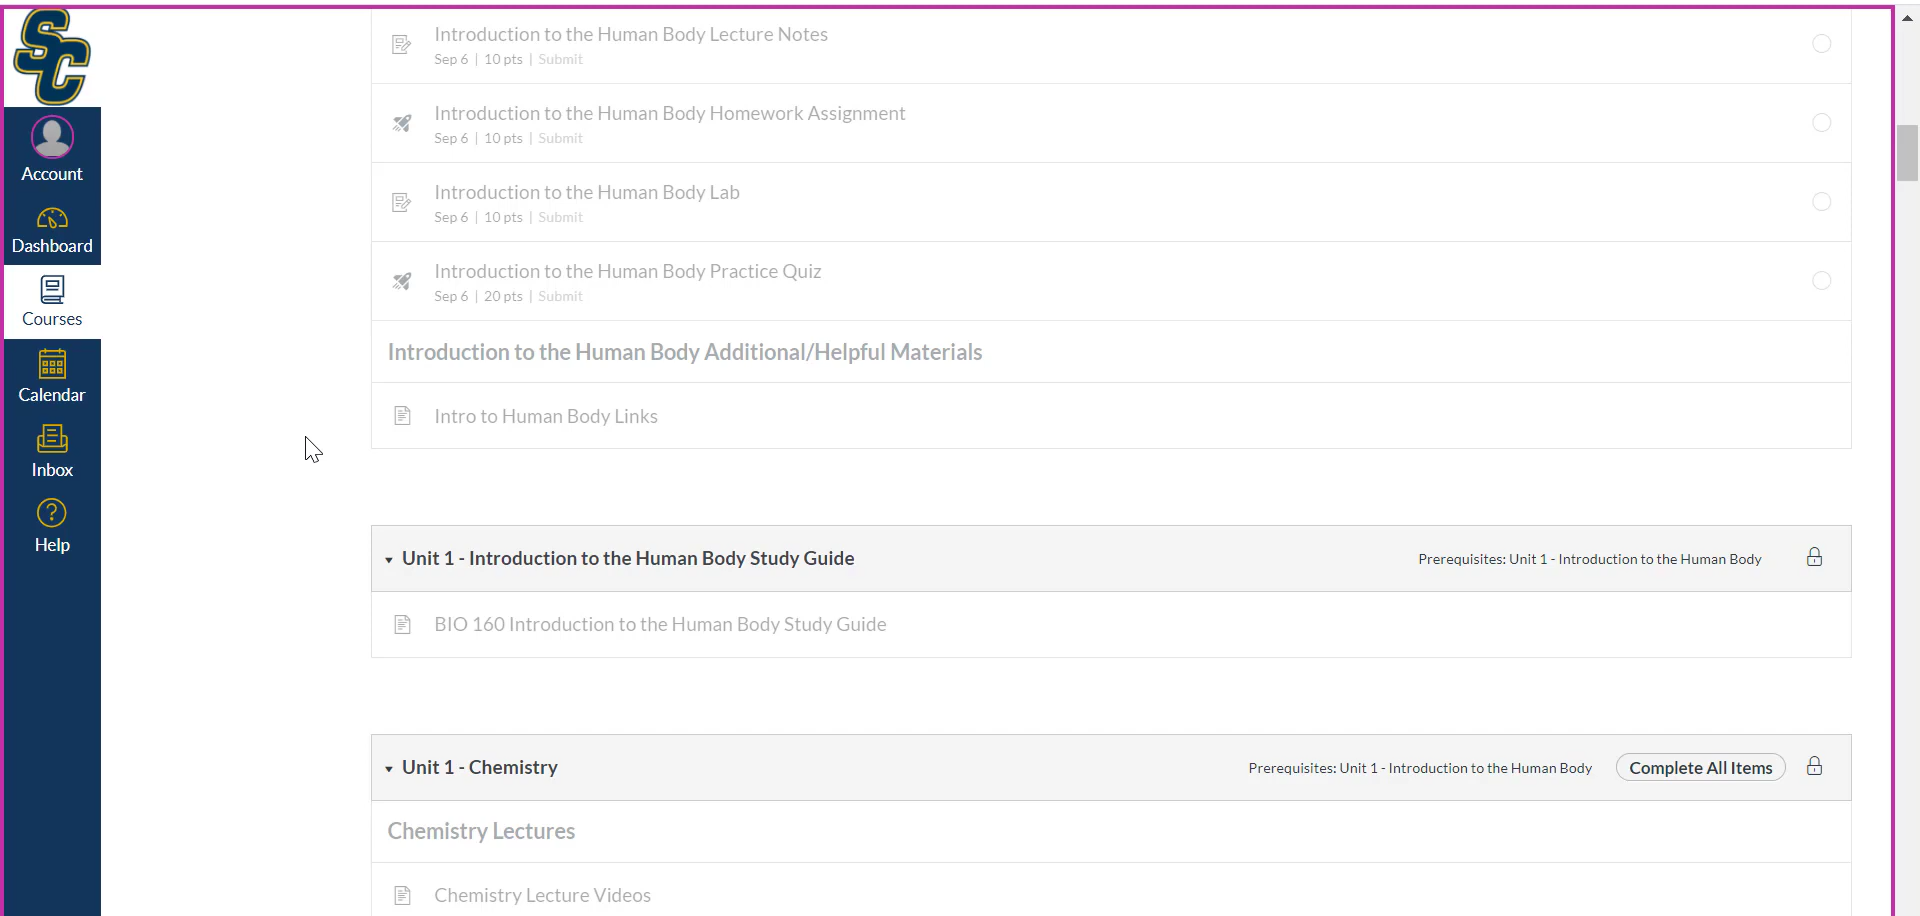 SC
Account
Dashboard
Courses
Calendar
Inbox
Help
Introduction to the Human Body Lecture Notes
Sep 6 | 10 pts | Submit
Introduction to the Human Body Homework Assignment
Sep 6 | 10 pts | Submit
Introduction to the Human Body Lab
Sep 6 | 10 pts | Submit
Introduction to the Human Body Practice Quiz
Sep 6 | 20 pts | Submit
Introduction to the Human Body Additional/Helpful Materials
Intro to Human Body Links
Unit 1 - Introduction to the Human Body Study Guide Prerequisites: Unit 1 - Introduction to the Human Body
BIO 160 Introduction to the Human Body Study Guide
Unit 1 - Chemistry Prerequisites: Unit 1 - Introduction to the Human Body Complete All Items
Chemistry Lectures
Chemistry Lecture Videos